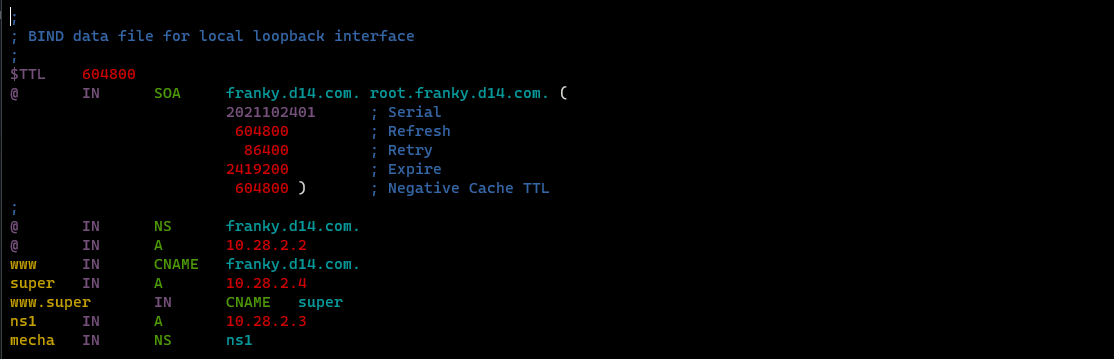 ;
; BIND data file for local loopback interface
;
$TTL    604800
@       IN      SOA     franky.d14.com. root.franky.d14.com. (
                        2021102401      ; Serial
                         604800         ; Refresh
                          86400         ; Retry
                        2419200         ; Expire
                         604800 )       ; Negative Cache TTL
;
@       IN      NS      franky.d14.com.
@       IN      A       10.28.2.2
www     IN      CNAME   franky.d14.com.
super   IN      A       10.28.2.4
www.super       IN      CNAME   super
ns1     IN      A       10.28.2.3
mecha   IN      NS      ns1